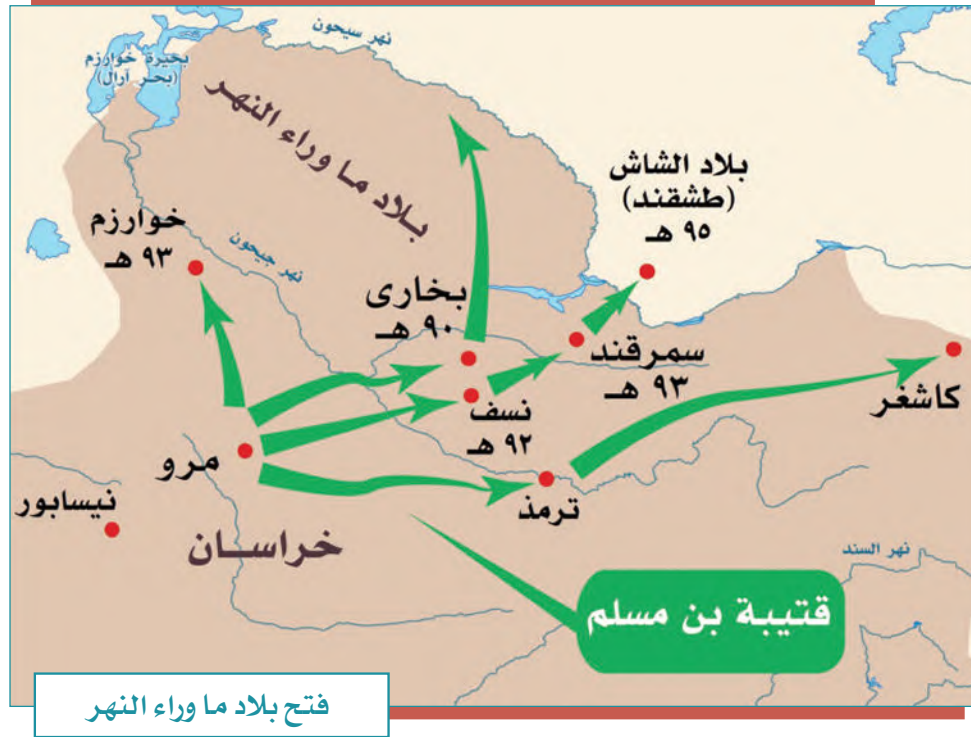 نهر سيحون
بحيرة خوارزم
(بحر آرال)
بلاد ما وراء النهر
بلاد الشاش
(طشقند)
٩٥ هـ
خوارزم
٩٣ هـ
نهر جيحون
بخارى
٩٠ هـ
سمرقند
٩٣ هـ
كاشغر
نسف
٩٢ هـ
مرو
ترمذ
نيسابور
خراسـان
نهر السند
قتيبة بن مسلم
فتح بلاد ما وراء النهر